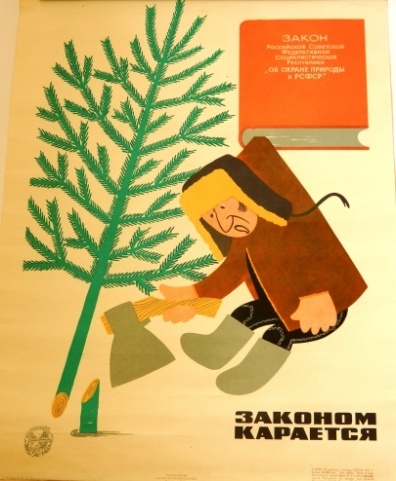 ЗАКОН
Российской Советской
Федеративной
Социалистической
Республики
„ОБ ОХРАНЕ ПРИРОДЫ
в РСФСР"
ЗАКОНОМ
КАРАЕТСЯ